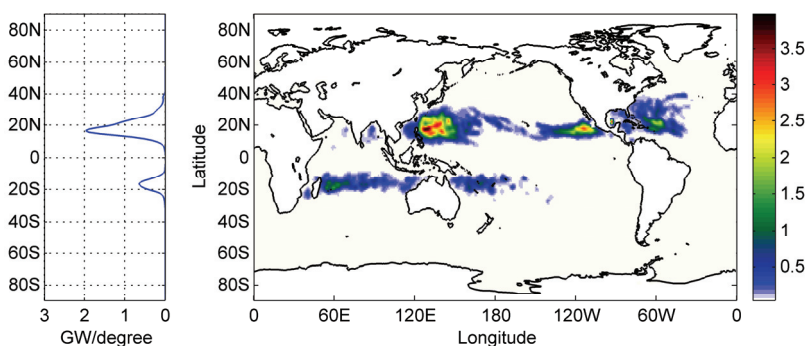 80N
60N
40N
20N
0
20S
40S
60S
80S
3 2 1 0
GW/degree
Latitude
80N
60N
40N
20N
0
20S
40S
60S
80S
0 60E 120E 180 120W 60W 0
Longitude
3.5
3
2.5
2
1.5
1
0.5